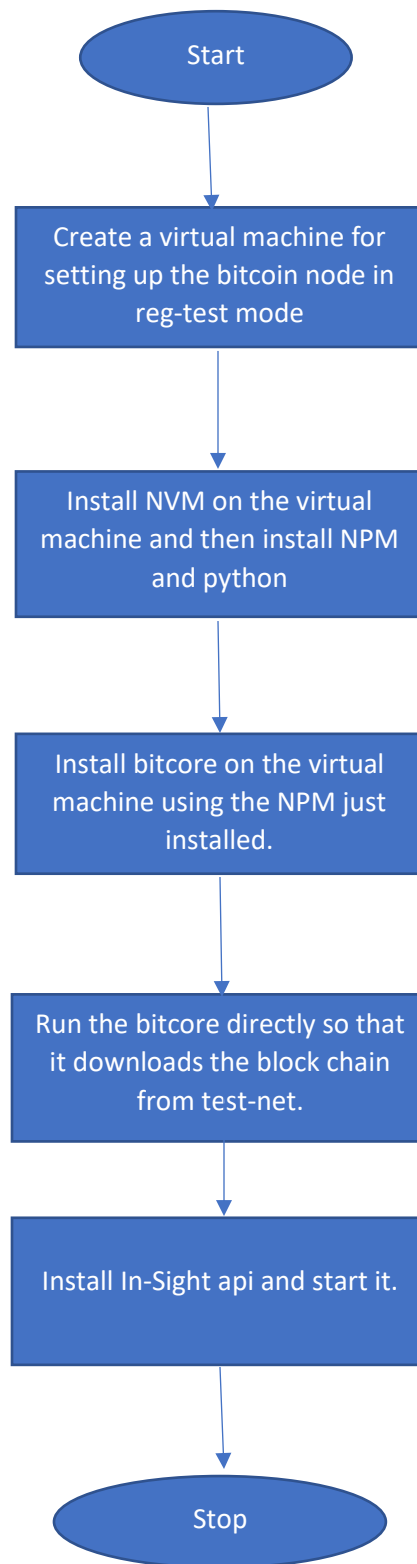 Start
Create a virtual machine for
setting up the bitcoin node in
reg-test mode
Install NVM on the virtual
machine and then install NPM
and python
Install bitcore on the virtual
machine using the NPM just
installed.
Run the bitcore directly so that
it downloads the block chain
from test-net.
Install In-Sight api and start it.
Stop